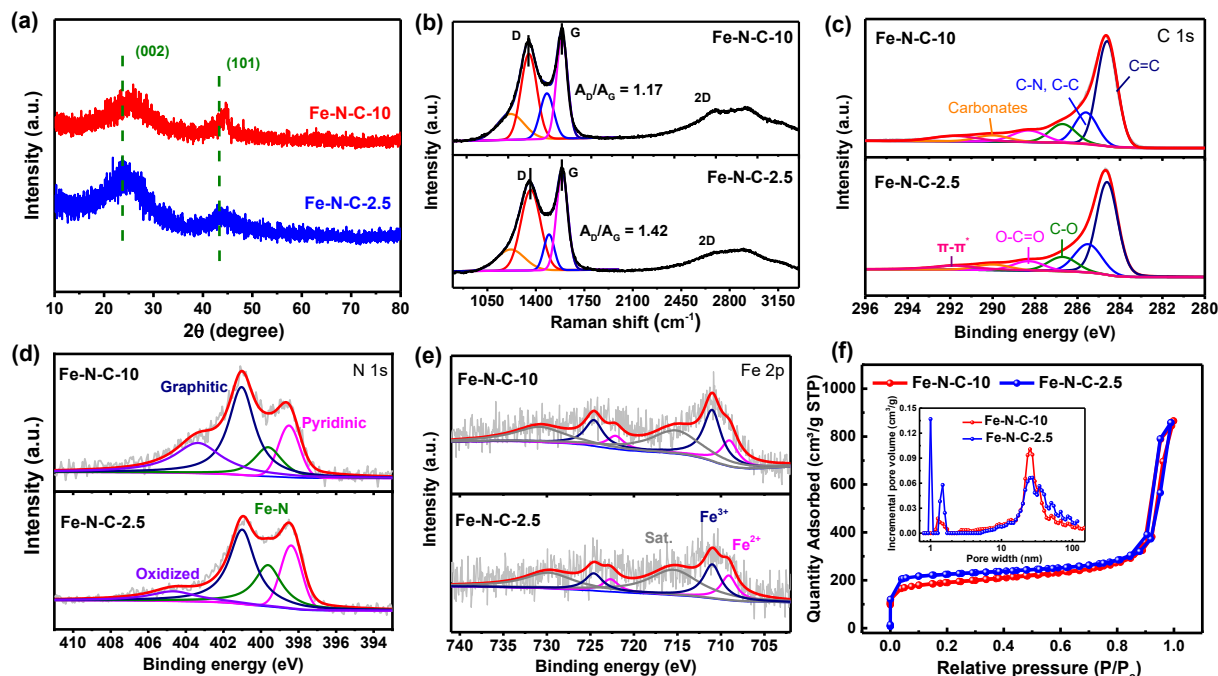 (a)
(002)
(101)
Fe-N-C-10
Fe-N-C-2.5
Intensity (a.u.)
10 20 30 40 50 60 70 80
2θ (degree)
(b)
D
G
Fe-N-C-10
A_D/A_G = 1.17
2D
D
G
Fe-N-C-2.5
A_D/A_G = 1.42
2D
Intensity (a.u.)
1050 1400 1750 2100 2450 2800 3150
Raman shift (cm⁻¹)
(c)
C 1s
Fe-N-C-10
C=C
C-N, C-C
Carbonates
Fe-N-C-2.5
C-O
O-C=O
π-π*
Intensity (a.u.)
296 294 292 290 288 286 284 282 280
Binding energy (eV)
(d)
N 1s
Fe-N-C-10
Graphitic
Pyridinic
Fe-N-C-2.5
Fe-N
Oxidized
Intensity (a.u.)
410 408 406 404 402 400 398 396 394
Binding energy (eV)
(e)
Fe 2p
Fe-N-C-10
Fe-N-C-2.5
Fe³⁺
Sat.
Fe²⁺
Intensity (a.u.)
740 735 730 725 720 715 710 705
Binding energy (eV)
(f)
Fe-N-C-10
Fe-N-C-2.5
Quantity Adsorbed (cm³/g STP)
1000
800
600
400
200
0
0.0 0.2 0.4 0.6 0.8 1.0
Relative pressure (P/P₀)
Incremental pore volume (cm³/g)
0.15
0.12
0.09
0.06
0.03
0.00
Fe-N-C-10
Fe-N-C-2.5
1 10 100
Pore width (nm)